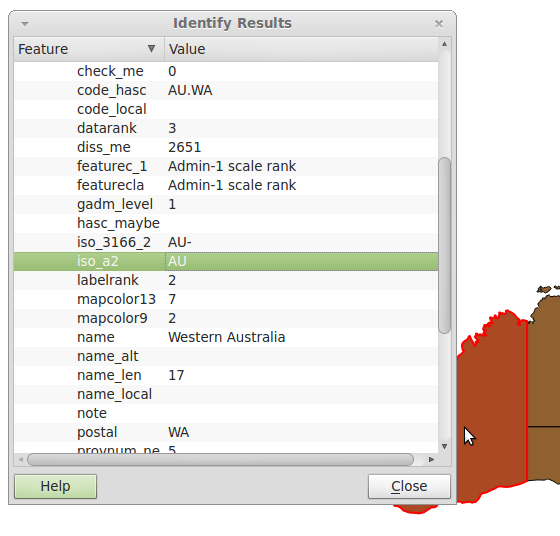 Identify Results
Feature Value
check_me 0
code_hasc AU.WA
code_local
datarank 3
diss_me 2651
featurec_1 Admin-1 scale rank
featurecla Admin-1 scale rank
gadm_level 1
hasc_maybe
iso_3166_2 AU-
iso_a2 AU
labelrank 2
mapcolor13 7
mapcolor9 2
name Western Australia
name_alt
name_len 17
name_local
note
postal WA
provnum_ne 5
Help Close